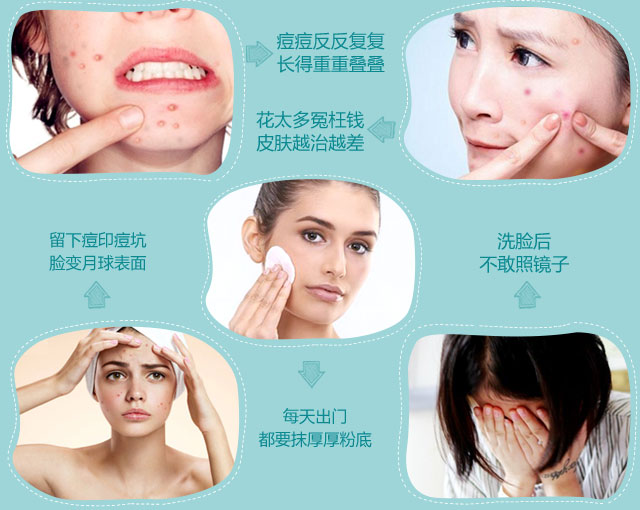 痘痘反反复复
长得重重叠叠
花太多冤枉钱
皮肤越治越差
留下痘印痘坑
脸变月球表面
洗脸后
不敢照镜子
每天出门
都要抹厚厚粉底